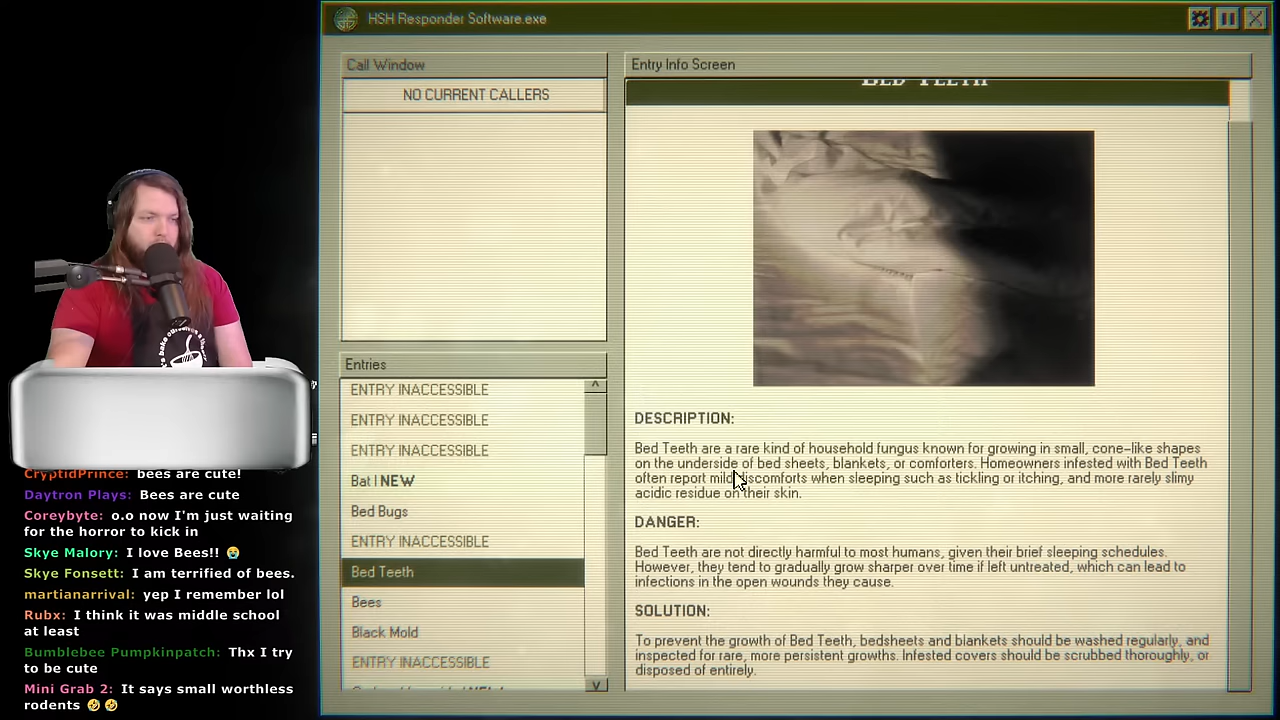 HSH Responder Software.exe
Call Window
NO CURRENT CALLERS
Entries
ENTRY INACCESSIBLE
ENTRY INACCESSIBLE
ENTRY INACCESSIBLE
Bat | NEW
Bed Bugs
ENTRY INACCESSIBLE
Bed Teeth
Bees
Black Mold
ENTRY INACCESSIBLE
Entry Info Screen
BED TEETH
DESCRIPTION:
Bed Teeth are a rare kind of household fungus known for growing in small, cone-like shapes
on the underside of bed sheets, blankets, or comforters. Homeowners infested with Bed Teeth
often report mild discomforts when sleeping such as tickling or itching, and more rarely slimy
acidic residue on their skin.
DANGER:
Bed Teeth are not directly harmful to most humans, given their brief sleeping schedules.
However, they tend to gradually grow sharper over time if left untreated, which can lead to
infections in the open wounds they cause.
SOLUTION:
To prevent the growth of Bed Teeth, bedsheets and blankets should be washed regularly, and
inspected for rare, more persistent growths. Infested covers should be scrubbed thoroughly, or
disposed of entirely.
CryptidPrince: bees are cute!
Daytron Plays: Bees are cute
Coreybyte: o.o now I'm just waiting
for the horror to kick in
Skye Malory: I love Bees!! 😭
Skye Fonsett: I am terrified of bees.
martianarrival: yep I remember lol
Rubx: I think it was middle school
at least
Bumblebee Pumpkinpatch: Thx I try
to be cute
Mini Grab 2: It says small worthless
rodents 🤣🤣